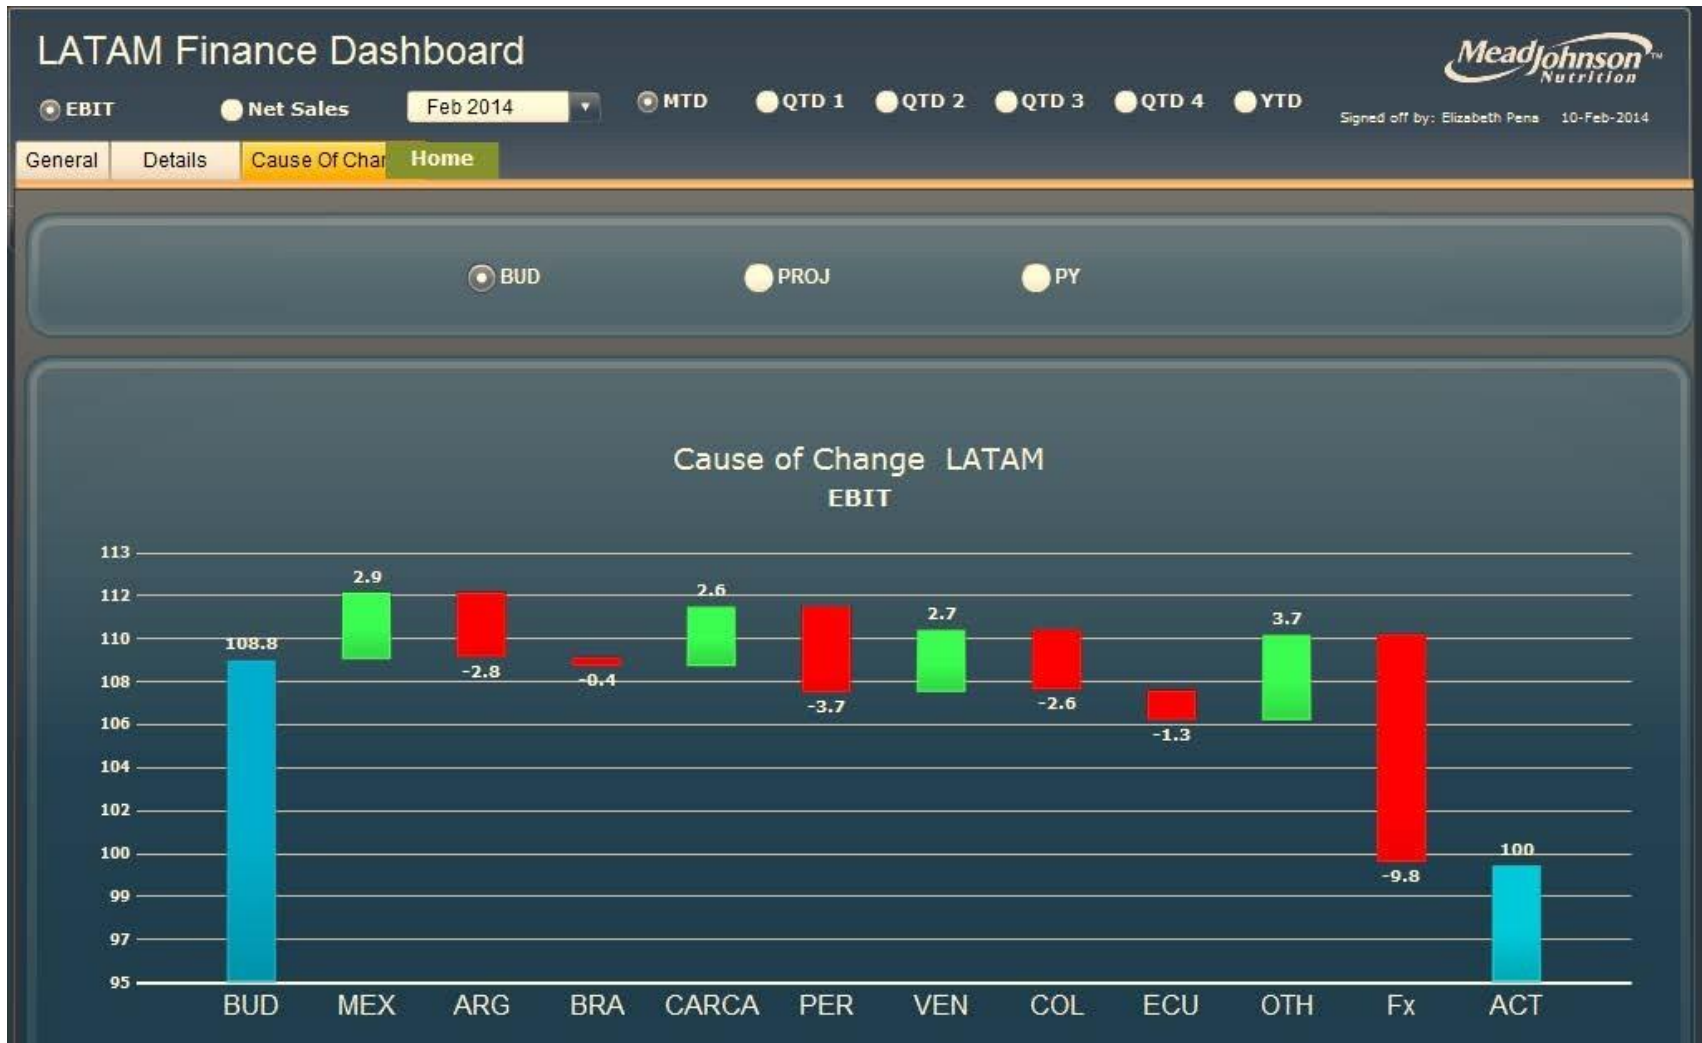 LATAM Finance Dashboard
MeadJohnson™
Nutrition
EBIT Net Sales Feb 2014 MTD QTD 1 QTD 2 QTD 3 QTD 4 YTD
Signed off by: Elizabeth Pena 10-Feb-2014
General Details Cause Of Char Home
BUD PROJ PY
Cause of Change LATAM
EBIT
113
112
110
108
106
104
102
100
99
97
95
108.8
2.9
-2.8
-0.4
2.6
-3.7
2.7
-2.6
-1.3
3.7
-9.8
100
BUD MEX ARG BRA CARCA PER VEN COL ECU OTH Fx ACT